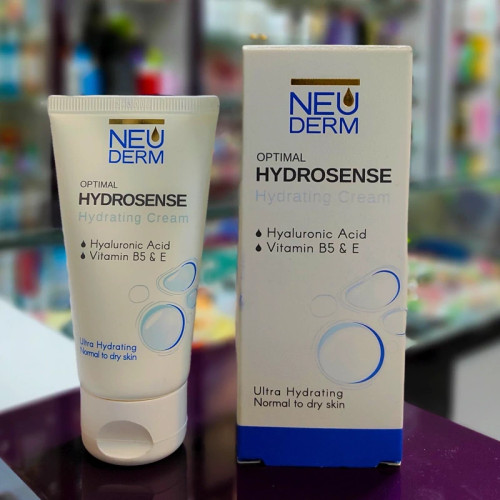 NEU
DERM
OPTIMAL
HYDROSENSE
Hydrating Cream
Hyaluronic Acid
Vitamin B5 & E
Ultra Hydrating
Normal to dry skin
NEU
DERM
OPTIMAL
HYDROSENSE
Hydrating Cream
Hyaluronic Acid
Vitamin B5 & E
Ultra Hydrating
Normal to dry skin